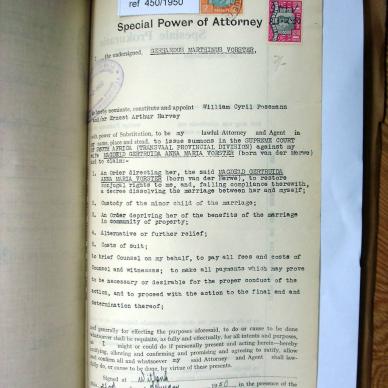 ref 450/1950
Special Power of Attorney
I the undersigned, GERHARDUS MARTHINUS VORSTER,
hereby nominate, constitute and appoint William Cyril
and/or Ernest Arthur Harvey
with power of Substitution, to be my lawful Attorney and Agent in
my name, place and stead, to issue summons in the SUPREME COURT
OF SOUTH AFRICA (TRANSVAAL PROVINCIAL DIVISION) against my
wife MAGDELD GERTRUIDA ANNA MARIA VORSTER (born van der Merwe)
and to claim:-
1. An Order directing her, the said MAGDELD GERTRUIDA
ANNA MARIA VORSTER (born van der Merwe), to restore
conjugal rights to me, and, failing compliance therewith,
a decree dissolving the marriage between her and myself;
2. Custody of the minor child of the marriage;
3. An Order depriving her of the benefits of the marriage
in community of property;
4. Alternative or further relief;
5. Costs of suit;
to brief Counsel on my behalf, to pay all fees and costs of
Counsel and witnesses; to make all payments which may prove
to be necessary or desirable for the proper conduct of the
action, and to proceed with the action to the final end and
determination thereof;
and generally for effecting the purposes aforesaid, to do or cause to be done
whatsoever shall be requisite, as fully and effectually, for all intents and purposes,
as I might or could do if personally present and acting herein—hereby
ratifying, allowing and confirming and promising and agreeing to ratify, allow
and confirm all and whatsoever my said Attorney and Agent shall law-
fully do, or cause to be done, by virtue of these presents.
Signed at
1950 in the presence of the